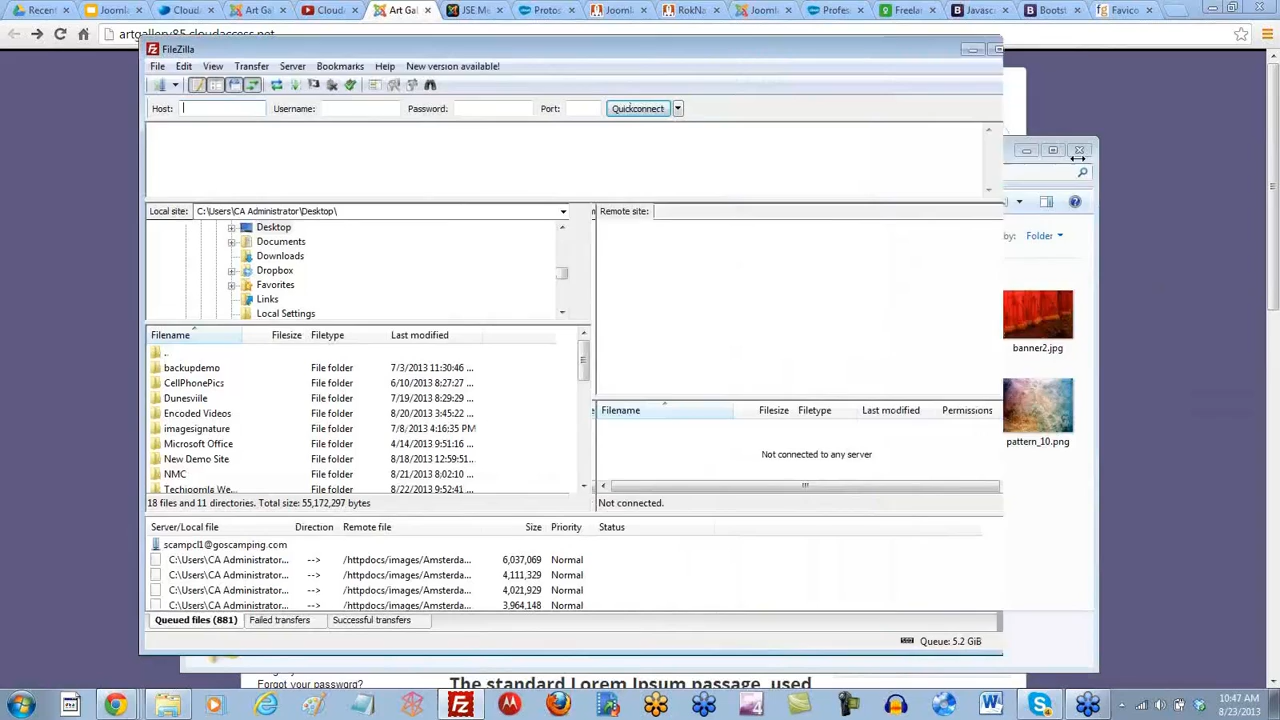 Recent
Joomla
Cloud
Art Gal
Clouda
Art Gal
JSE Me
Protos
Joomla
RokNa
Joomla
Profes
Freelan
Javasc
Bootst
Favico
artgallery85.cloudaccess.net
FileZilla
File Edit View Transfer Server Bookmarks Help New version available!
Host: Username: Password: Port: Quickconnect
Local site: C:\Users\CA Administrator\Desktop\
Remote site:
Desktop
Documents
Downloads
Dropbox
Favorites
Links
Local Settings
by: Folder
banner2.jpg
pattern_10.png
Filename Filesize Filetype Last modified
..
backupdemo File folder 7/3/2013 11:30:46 ...
CellPhonePics File folder 6/10/2013 8:27:27 ...
Dunesville File folder 7/19/2013 8:29:29 ...
Encoded Videos File folder 8/20/2013 3:45:22 ...
imagesignature File folder 7/8/2013 4:16:35 PM
Microsoft Office File folder 4/14/2013 9:51:16 ...
New Demo Site File folder 8/18/2013 12:59:51...
NMC File folder 8/21/2013 8:02:10 ...
Techjoomla We... File folder 8/22/2013 9:52:41 ...
18 files and 11 directories. Total size: 55,172,297 bytes
Filename Filesize Filetype Last modified Permissions
Not connected to any server
Not connected.
Server/Local file Direction Remote file Size Priority Status
scampcl1@goscamping.com
C:\Users\CA Administrator... --> /httpdocs/images/Amsterda... 6,037,069 Normal
C:\Users\CA Administrator... --> /httpdocs/images/Amsterda... 4,111,329 Normal
C:\Users\CA Administrator... --> /httpdocs/images/Amsterda... 4,021,929 Normal
C:\Users\CA Administrator... --> /httpdocs/images/Amsterda... 3,964,148 Normal
Queued files (881) Failed transfers Successful transfers
Queue: 5.2 GiB
Forgot your password?
The standard Lorem Ipsum passage, used
10:47 AM
8/23/2013